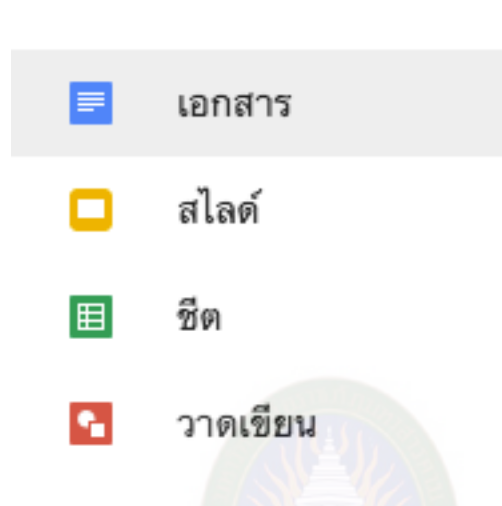 เอกสาร
สไลด์
ชีต
วาดเขียน